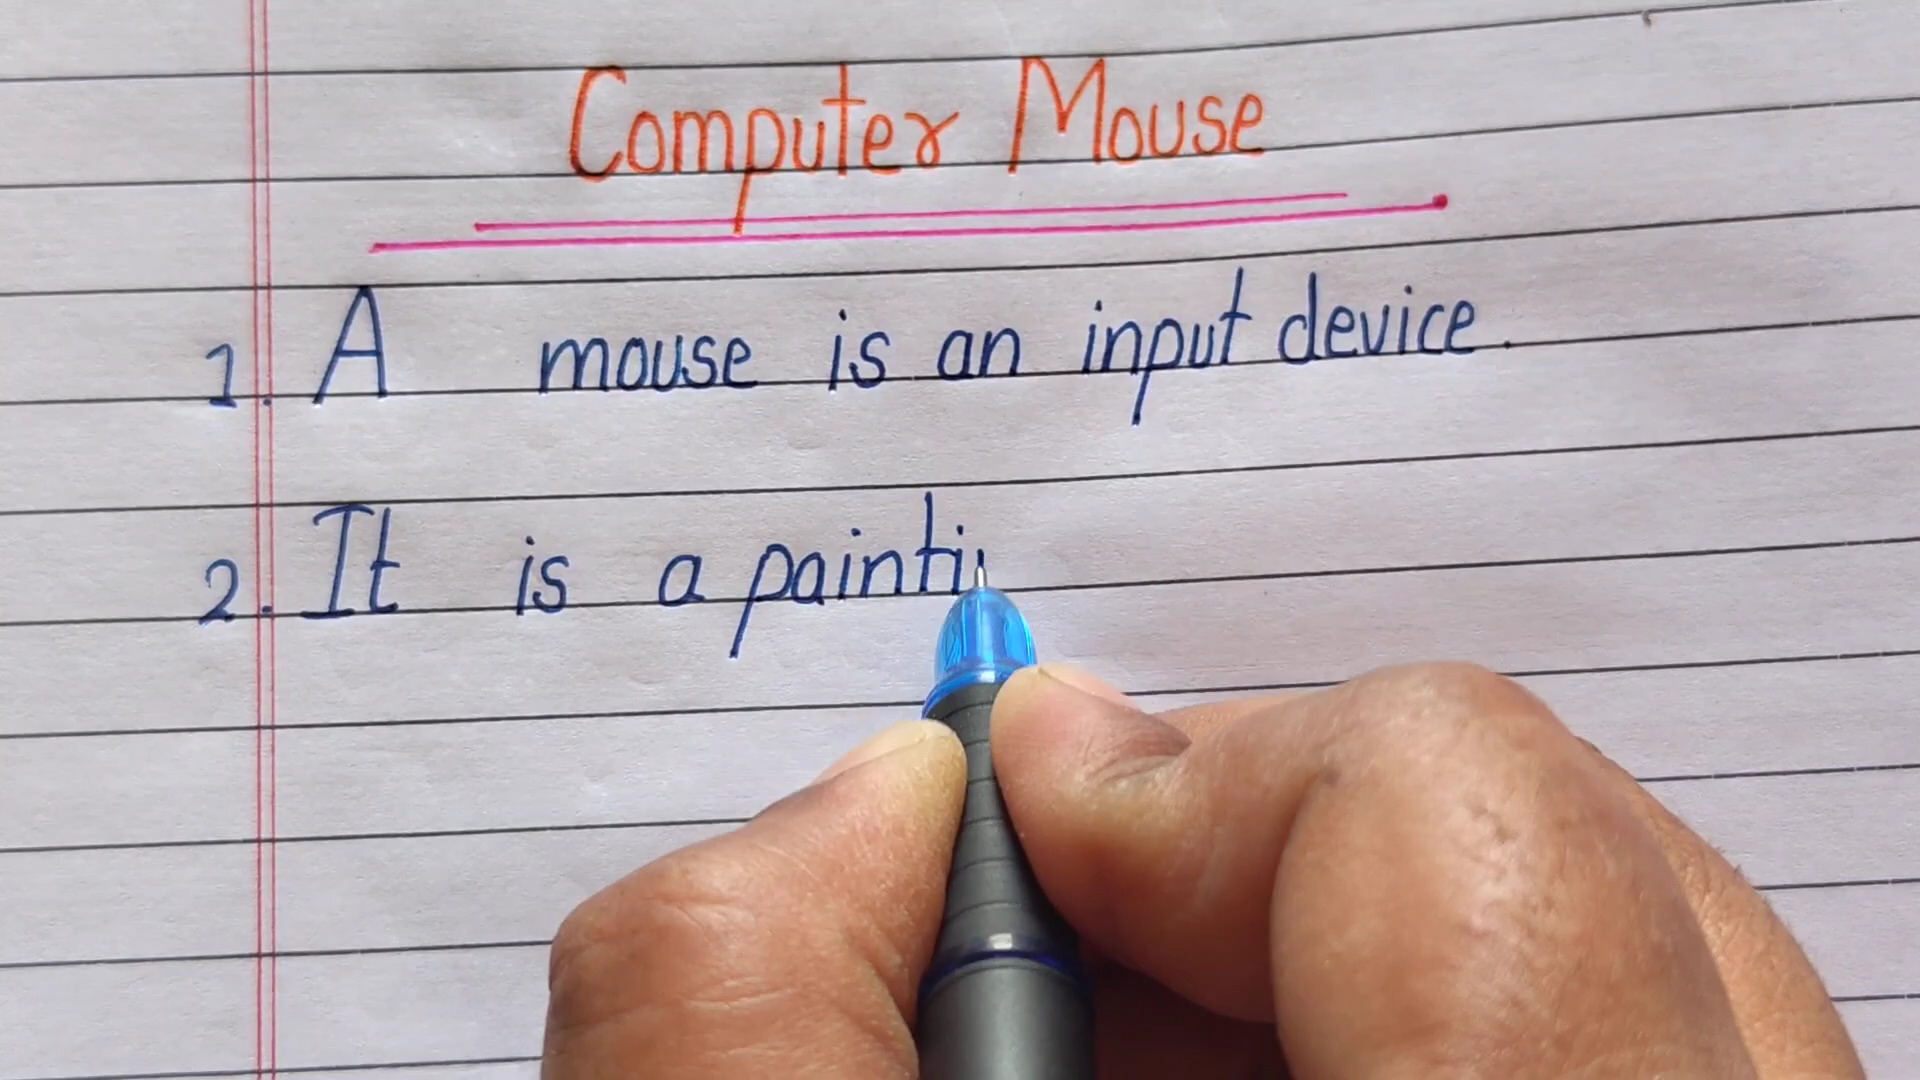 Computer Mouse
1. A mouse is an input device.
2. It is a painti